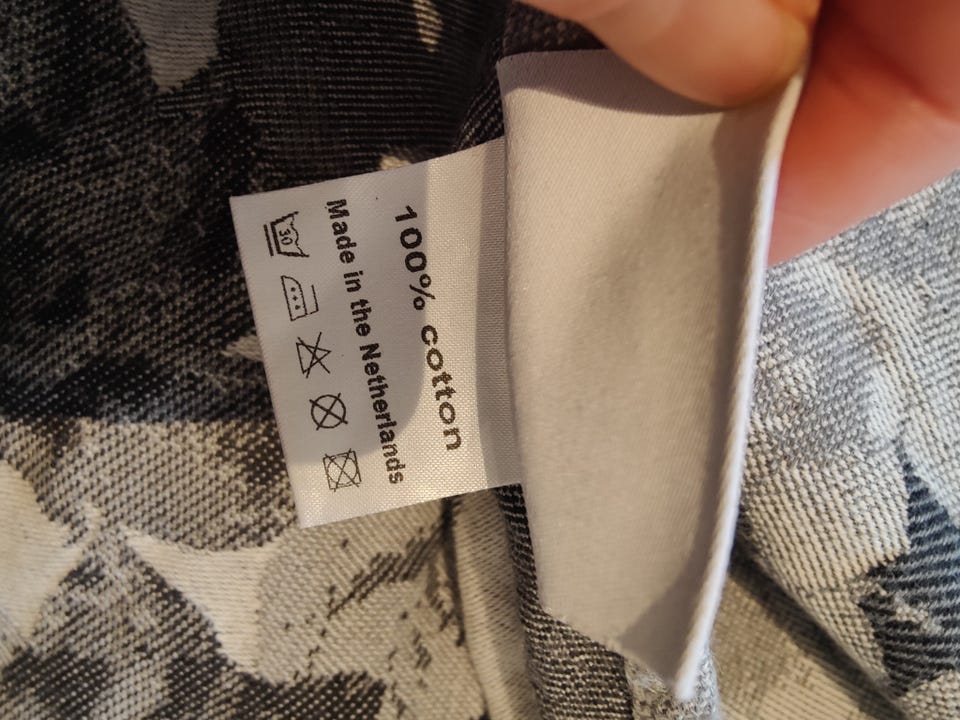 100% cotton
Made in the Netherlands
30